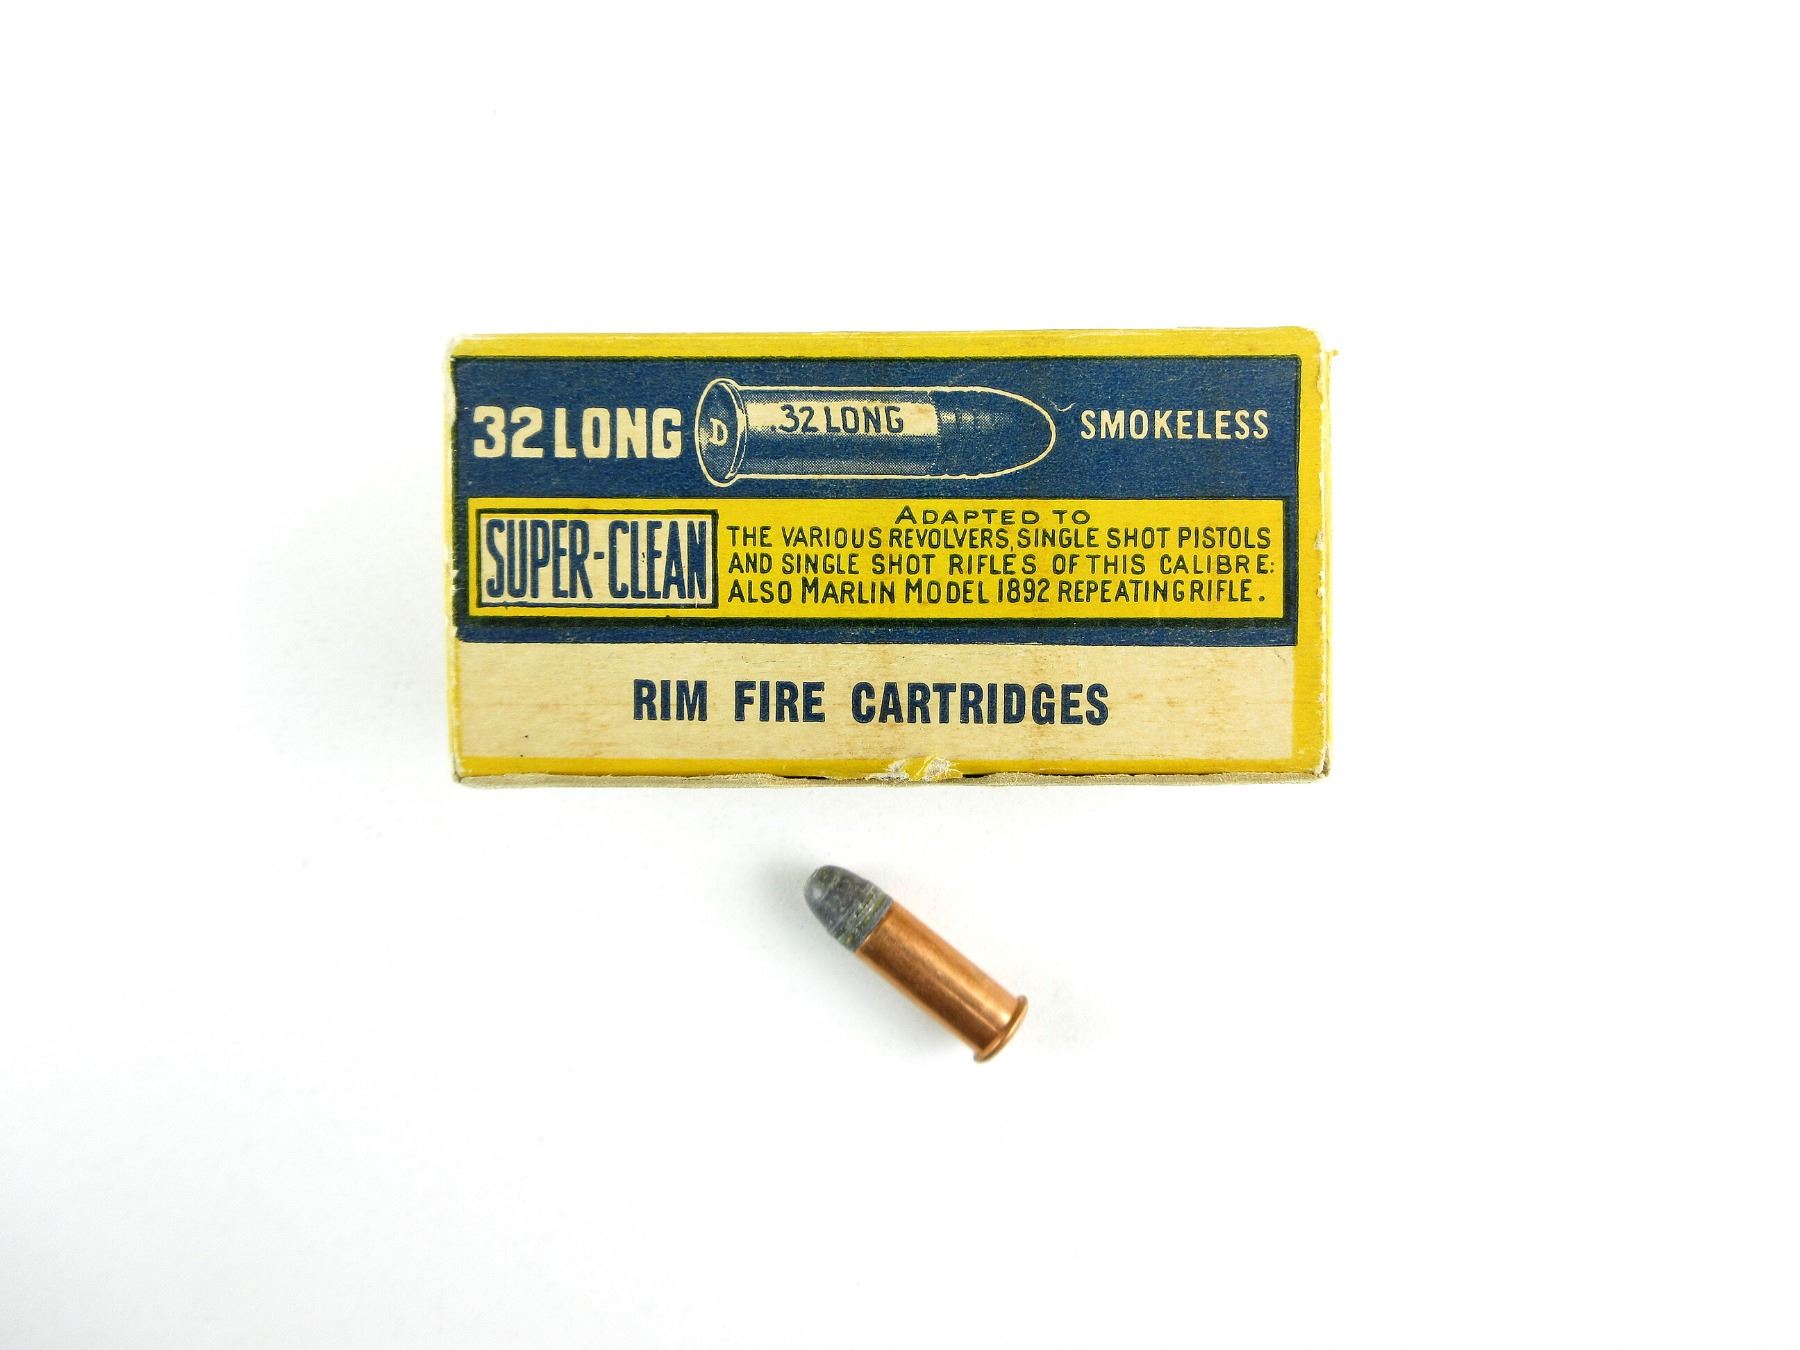 32 LONG
D
.32 LONG
SMOKELESS
SUPER-CLEAN
ADAPTED TO
THE VARIOUS REVOLVERS, SINGLE SHOT PISTOLS
AND SINGLE SHOT RIFLES OF THIS CALIBRE:
ALSO MARLIN MODEL 1892 REPEATING RIFLE.
RIM FIRE CARTRIDGES